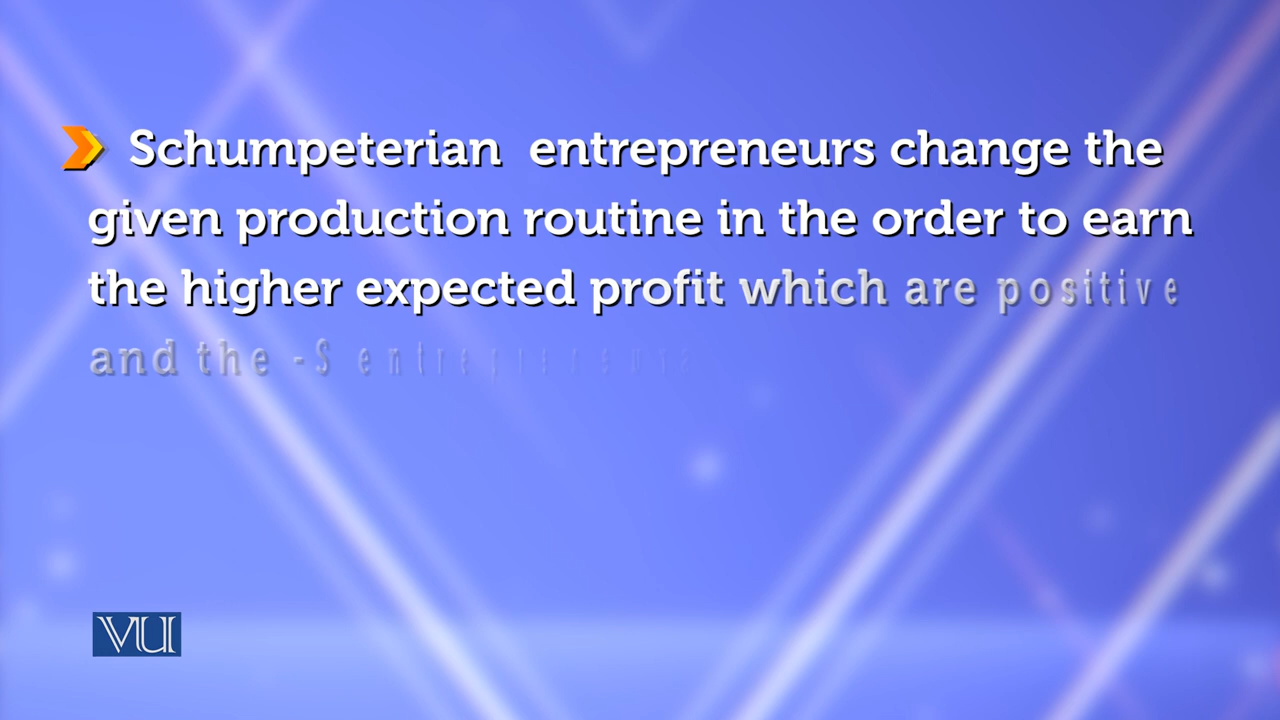 Schumpeterian entrepreneurs change the
given production routine in the order to earn
the higher expected profit which are positive
and the -S entrepreneurs
VU